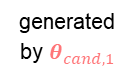 generated
by θ_{cand,1}